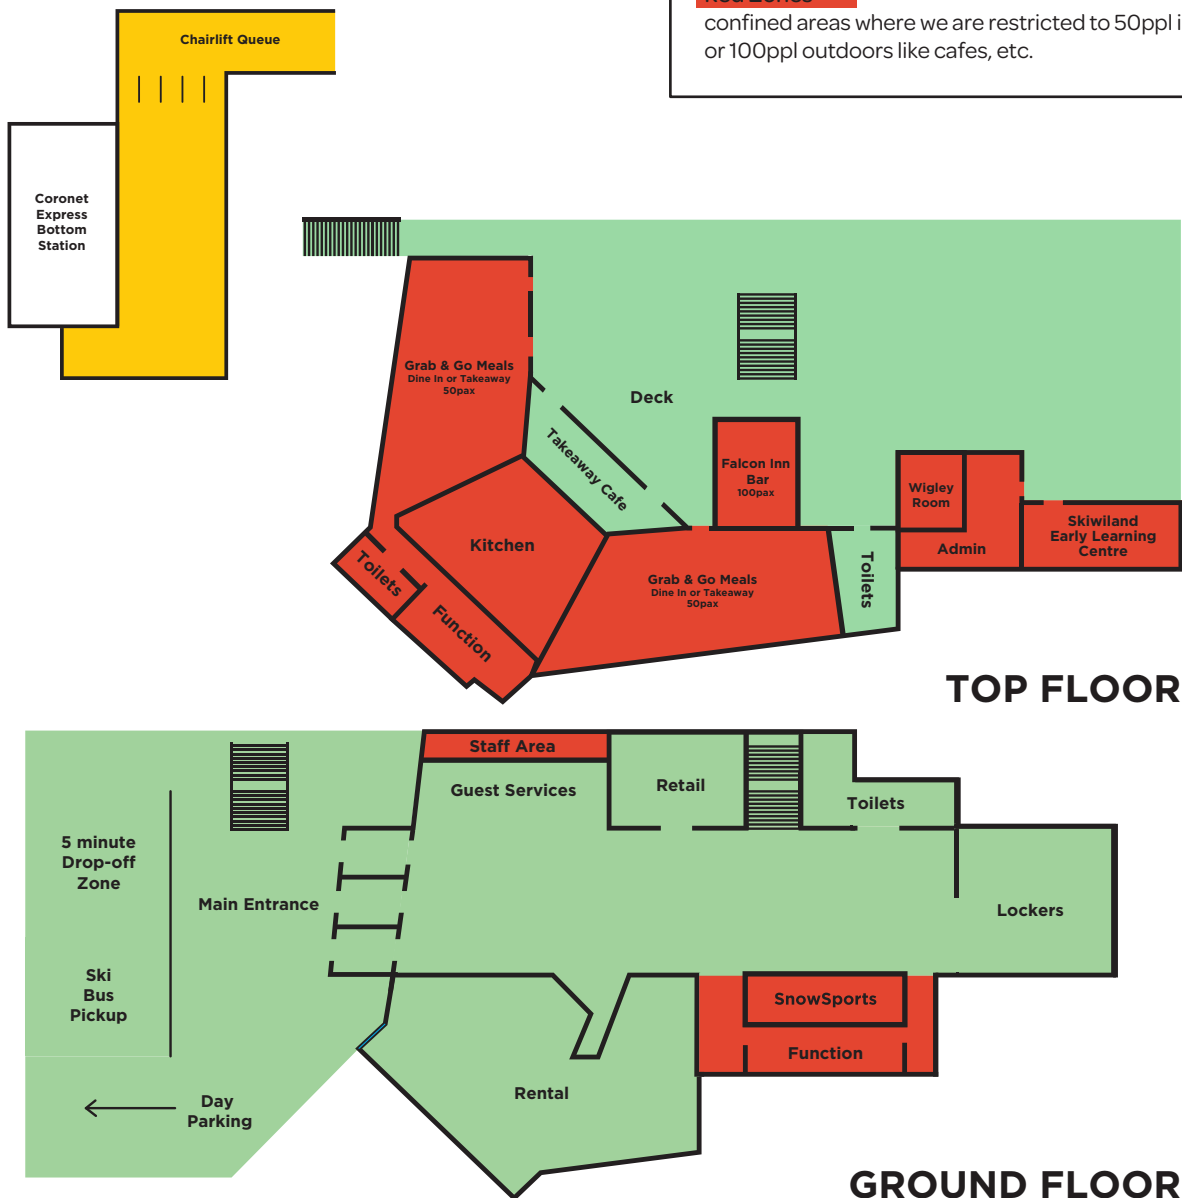 Red Zones
confined areas where we are restricted to 50ppl i
or 100ppl outdoors like cafes, etc.
Chairlift Queue
Coronet
Express
Bottom
Station
Grab & Go Meals
Dine In or Takeaway
50pax
Deck
Takeaway Cafe
Falcon Inn
Bar
100pax
Wigley
Room
Admin
Skiwiland
Early Learning
Centre
Kitchen
Toilets
Function
Grab & Go Meals
Dine In or Takeaway
50pax
Toilets
TOP FLOOR
Staff Area
Guest Services
Retail
Toilets
5 minute
Drop-off
Zone
Main Entrance
Lockers
Ski
Bus
Pickup
SnowSports
Function
Rental
Day
Parking
GROUND FLOOR